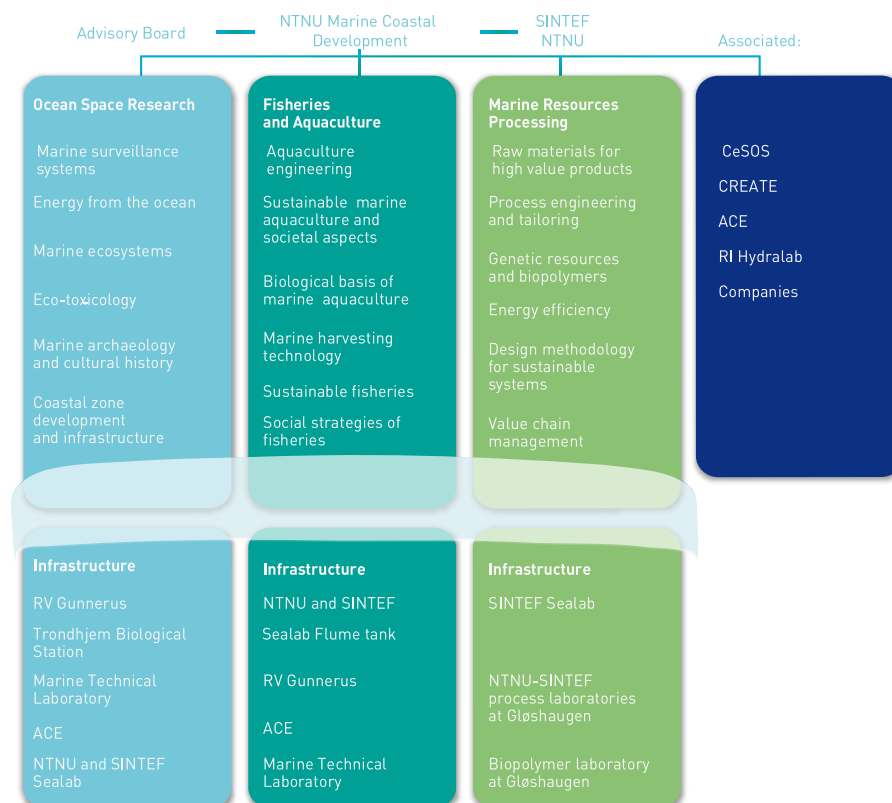 Advisory Board
NTNU Marine Coastal
Development
SINTEF
NTNU
Associated:
Ocean Space Research
Marine surveillance
systems
Energy from the ocean
Marine ecosystems
Eco-toxicology
Marine archaeology
and cultural history
Coastal zone
development
and infrastructure
Fisheries
and Aquaculture
Aquaculture
engineering
Sustainable marine
aquaculture and
societal aspects
Biological basis of
marine aquaculture
Marine harvesting
technology
Sustainable fisheries
Social strategies of
fisheries
Marine Resources
Processing
Raw materials for
high value products
Process engineering
and tailoring
Genetic resources
and biopolymers
Energy efficiency
Design methodology
for sustainable
systems
Value chain
management
CeSOS
CREATE
ACE
RI Hydralab
Companies
Infrastructure
RV Gunnerus
Trondhjem Biological
Station
Marine Technical
Laboratory
ACE
NTNU and SINTEF
Sealab
Infrastructure
NTNU and SINTEF
Sealab Flume tank
RV Gunnerus
ACE
Marine Technical
Laboratory
Infrastructure
SINTEF Sealab
NTNU-SINTEF
process laboratories
at Gløshaugen
Biopolymer laboratory
at Gløshaugen